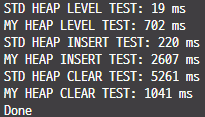 STD HEAP LEVEL TEST: 19 ms
MY HEAP LEVEL TEST: 702 ms
STD HEAP INSERT TEST: 220 ms
MY HEAP INSERT TEST: 2607 ms
STD HEAP CLEAR TEST: 5261 ms
MY HEAP CLEAR TEST: 1041 ms
Done